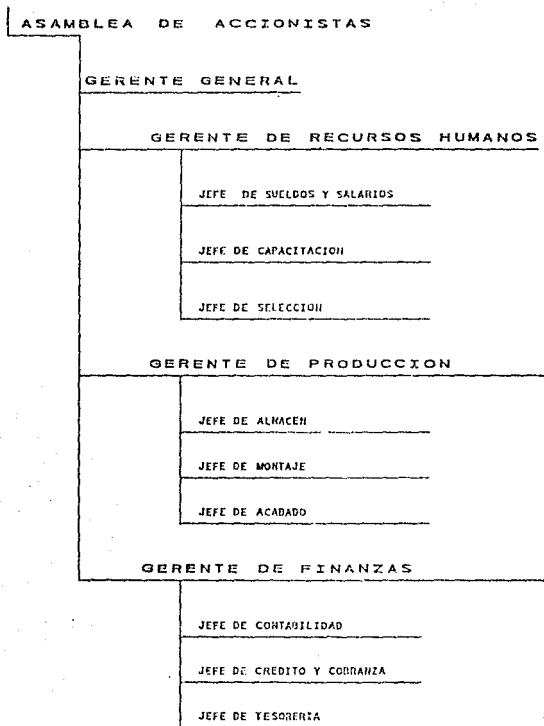 ASAMBLEA DE ACCIONISTAS
GERENTE GENERAL
GERENTE DE RECURSOS HUMANOS
JEFE DE SUELDOS Y SALARIOS
JEFE DE CAPACITACION
JEFE DE SELECCION
GERENTE DE PRODUCCION
JEFE DE ALMACEN
JEFE DE MONTAJE
JEFE DE ACABADO
GERENTE DE FINANZAS
JEFE DE CONTABILIDAD
JEFE DE CREDITO Y COBRANZA
JEFE DE TESORERIA